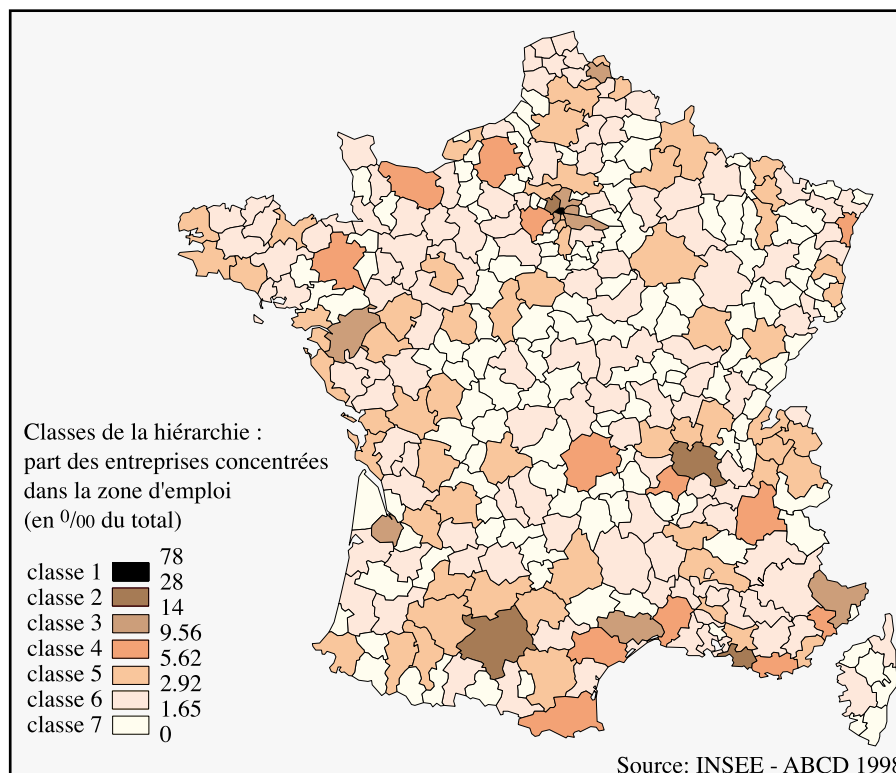 Classes de la hiérarchie :
part des entreprises concentrées
dans la zone d'emploi
(en 0/00 du total)
78
classe 1
28
classe 2
14
classe 3
9.56
classe 4
5.62
classe 5
2.92
classe 6
1.65
classe 7
0
Source: INSEE - ABCD 1998